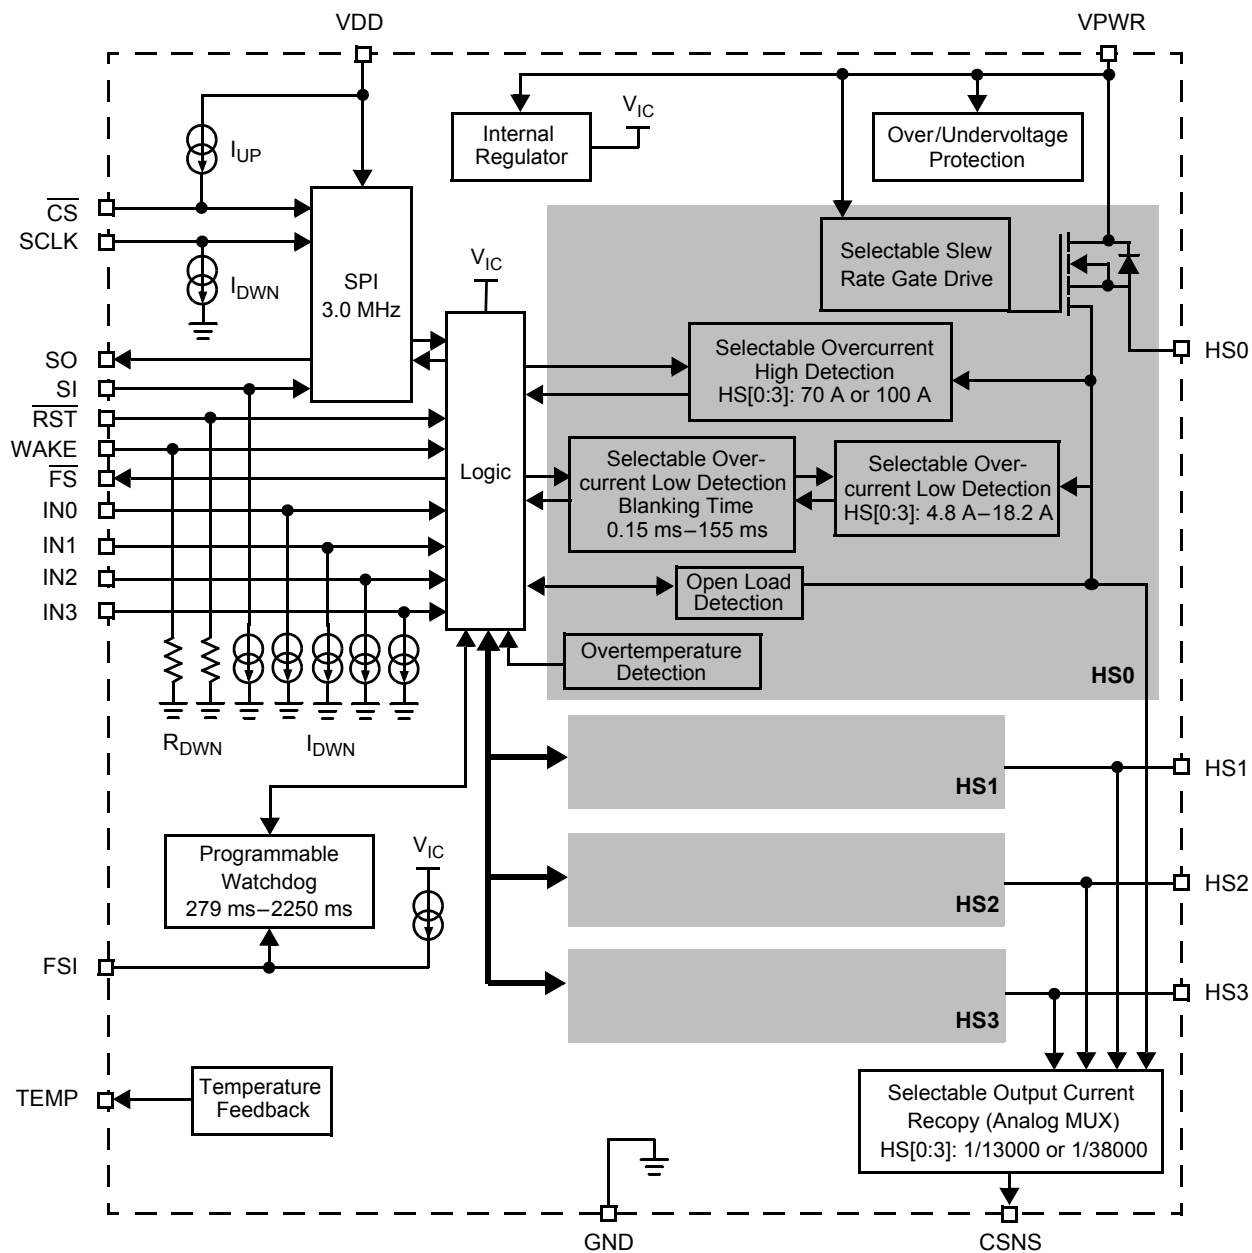 VDD
VPWR
Internal
Regulator
VIC
Over/Undervoltage
Protection
IUP
CS
SCLK
IDWN
SPI
3.0 MHz
VIC
Selectable Slew
Rate Gate Drive
HS0
SO
SI
RST
WAKE
FS
IN0
IN1
IN2
IN3
Logic
Selectable Overcurrent
High Detection
HS[0:3]: 70 A or 100 A
Selectable Over-
current Low Detection
Blanking Time
0.15 ms–155 ms
Selectable Over-
current Low Detection
HS[0:3]: 4.8 A–18.2 A
Open Load
Detection
Overtemperature
Detection
HS0
RDWN
IDWN
HS1
HS1
Programmable
Watchdog
279 ms–2250 ms
VIC
HS2
HS2
FSI
HS3
HS3
TEMP
Temperature
Feedback
Selectable Output Current
Recopy (Analog MUX)
HS[0:3]: 1/13000 or 1/38000
GND
CSNS